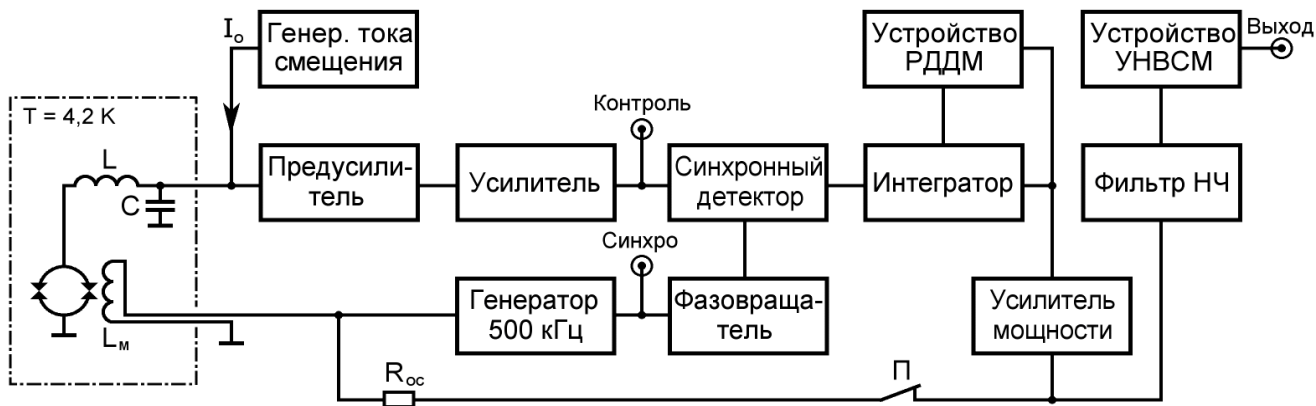 I₀
Генер. тока
смещения
Устройство
РДДМ
Устройство
УНВСМ
Выход
T = 4,2 K
Контроль
L
C
Предусили-
тель
Усилитель
Синхронный
детектор
Интегратор
Фильтр НЧ
Синхро
Lм
Генератор
500 кГц
Фазовраща-
тель
Усилитель
мощности
Rос
П